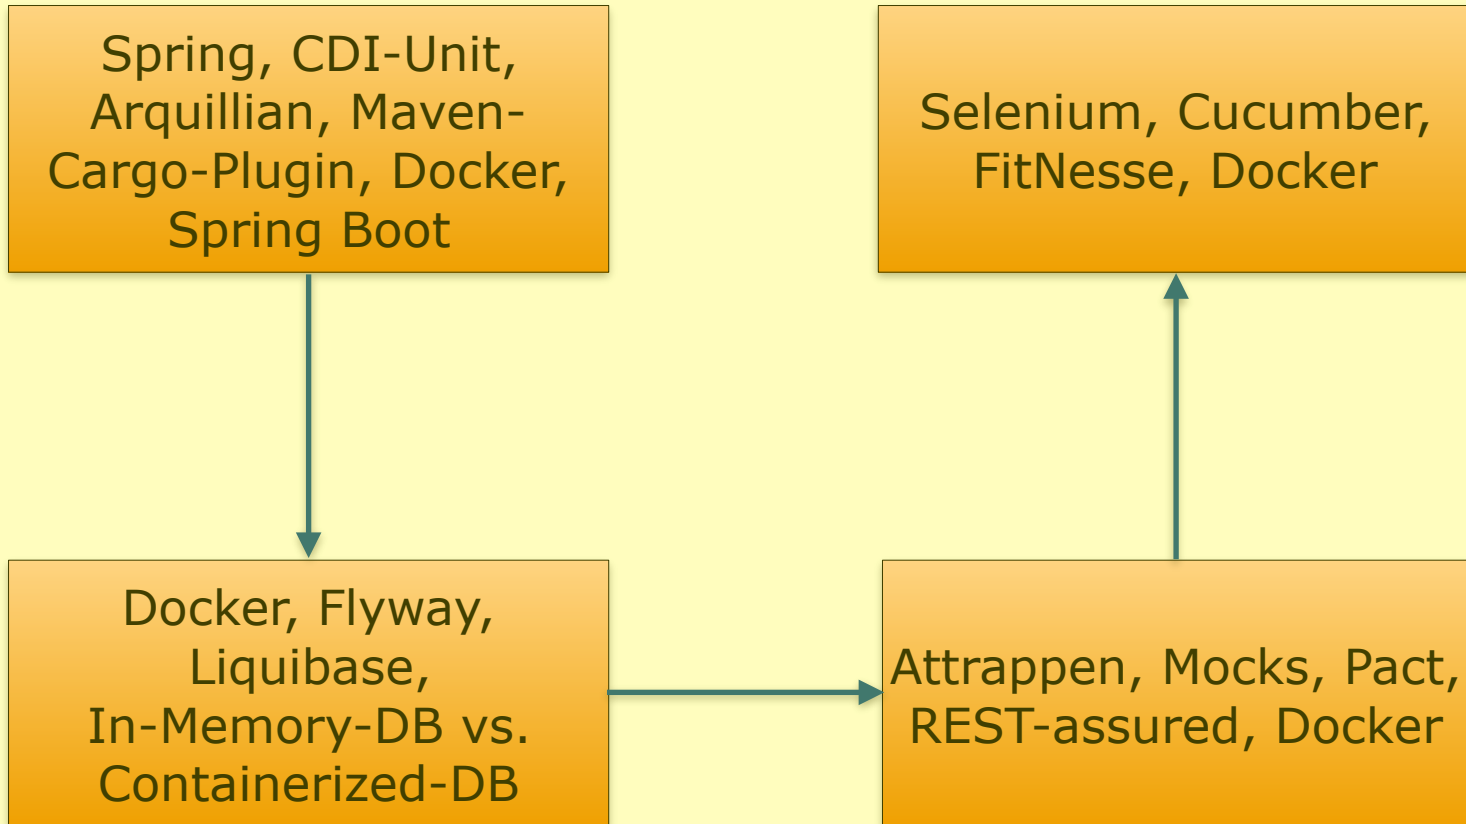 Spring, CDI-Unit,
Arquillian, Maven-
Cargo-Plugin, Docker,
Spring Boot
Selenium, Cucumber,
FitNesse, Docker
Docker, Flyway,
Liquibase,
In-Memory-DB vs.
Containerized-DB
Attrappen, Mocks, Pact,
REST-assured, Docker